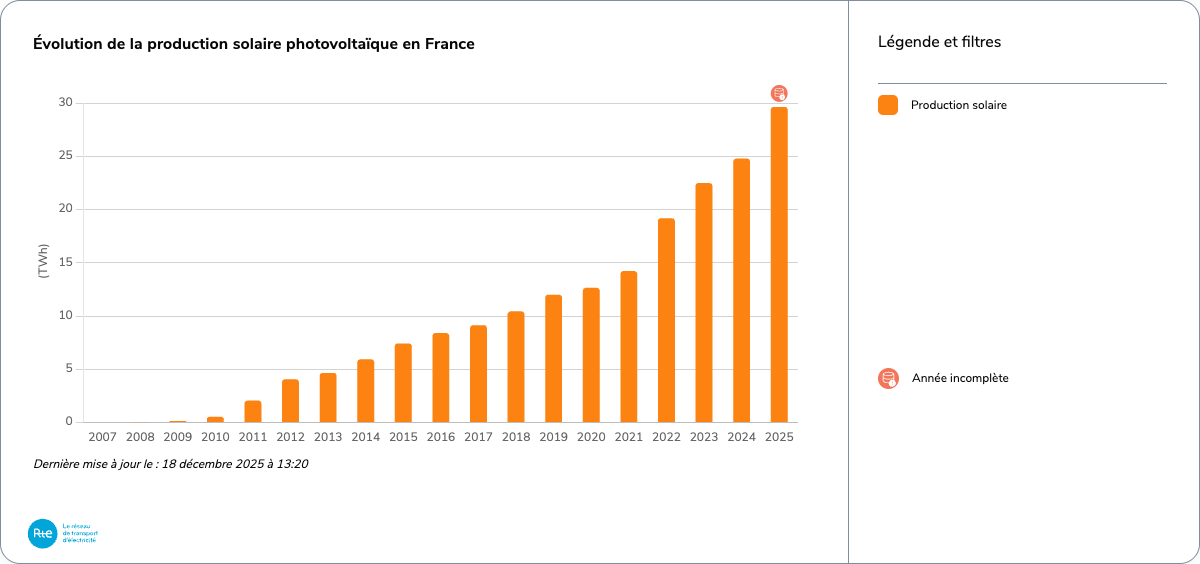 Évolution de la production solaire photovoltaïque en France
Légende et filtres
Production solaire
Année incomplète
(TWh)
30
25
20
15
10
5
0
2007 2008 2009 2010 2011 2012 2013 2014 2015 2016 2017 2018 2019 2020 2021 2022 2023 2024 2025
Dernière mise à jour le : 18 décembre 2025 à 13:20
Rte
Le réseau
de transport
d'électricité